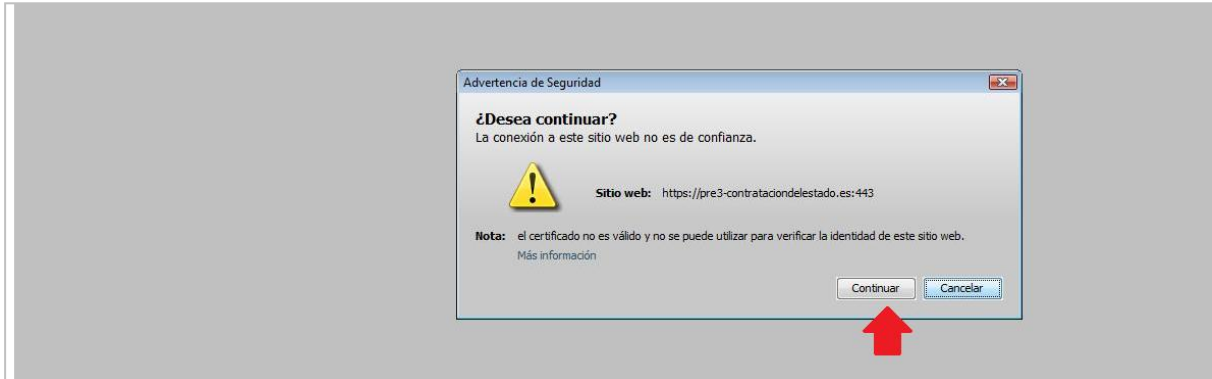 Advertencia de Seguridad
¿Desea continuar?
La conexión a este sitio web no es de confianza.
Sitio web: https://pre3-contrataciondelestado.es:443
Nota: el certificado no es válido y no se puede utilizar para verificar la identidad de este sitio web.
Más información
Continuar Cancelar